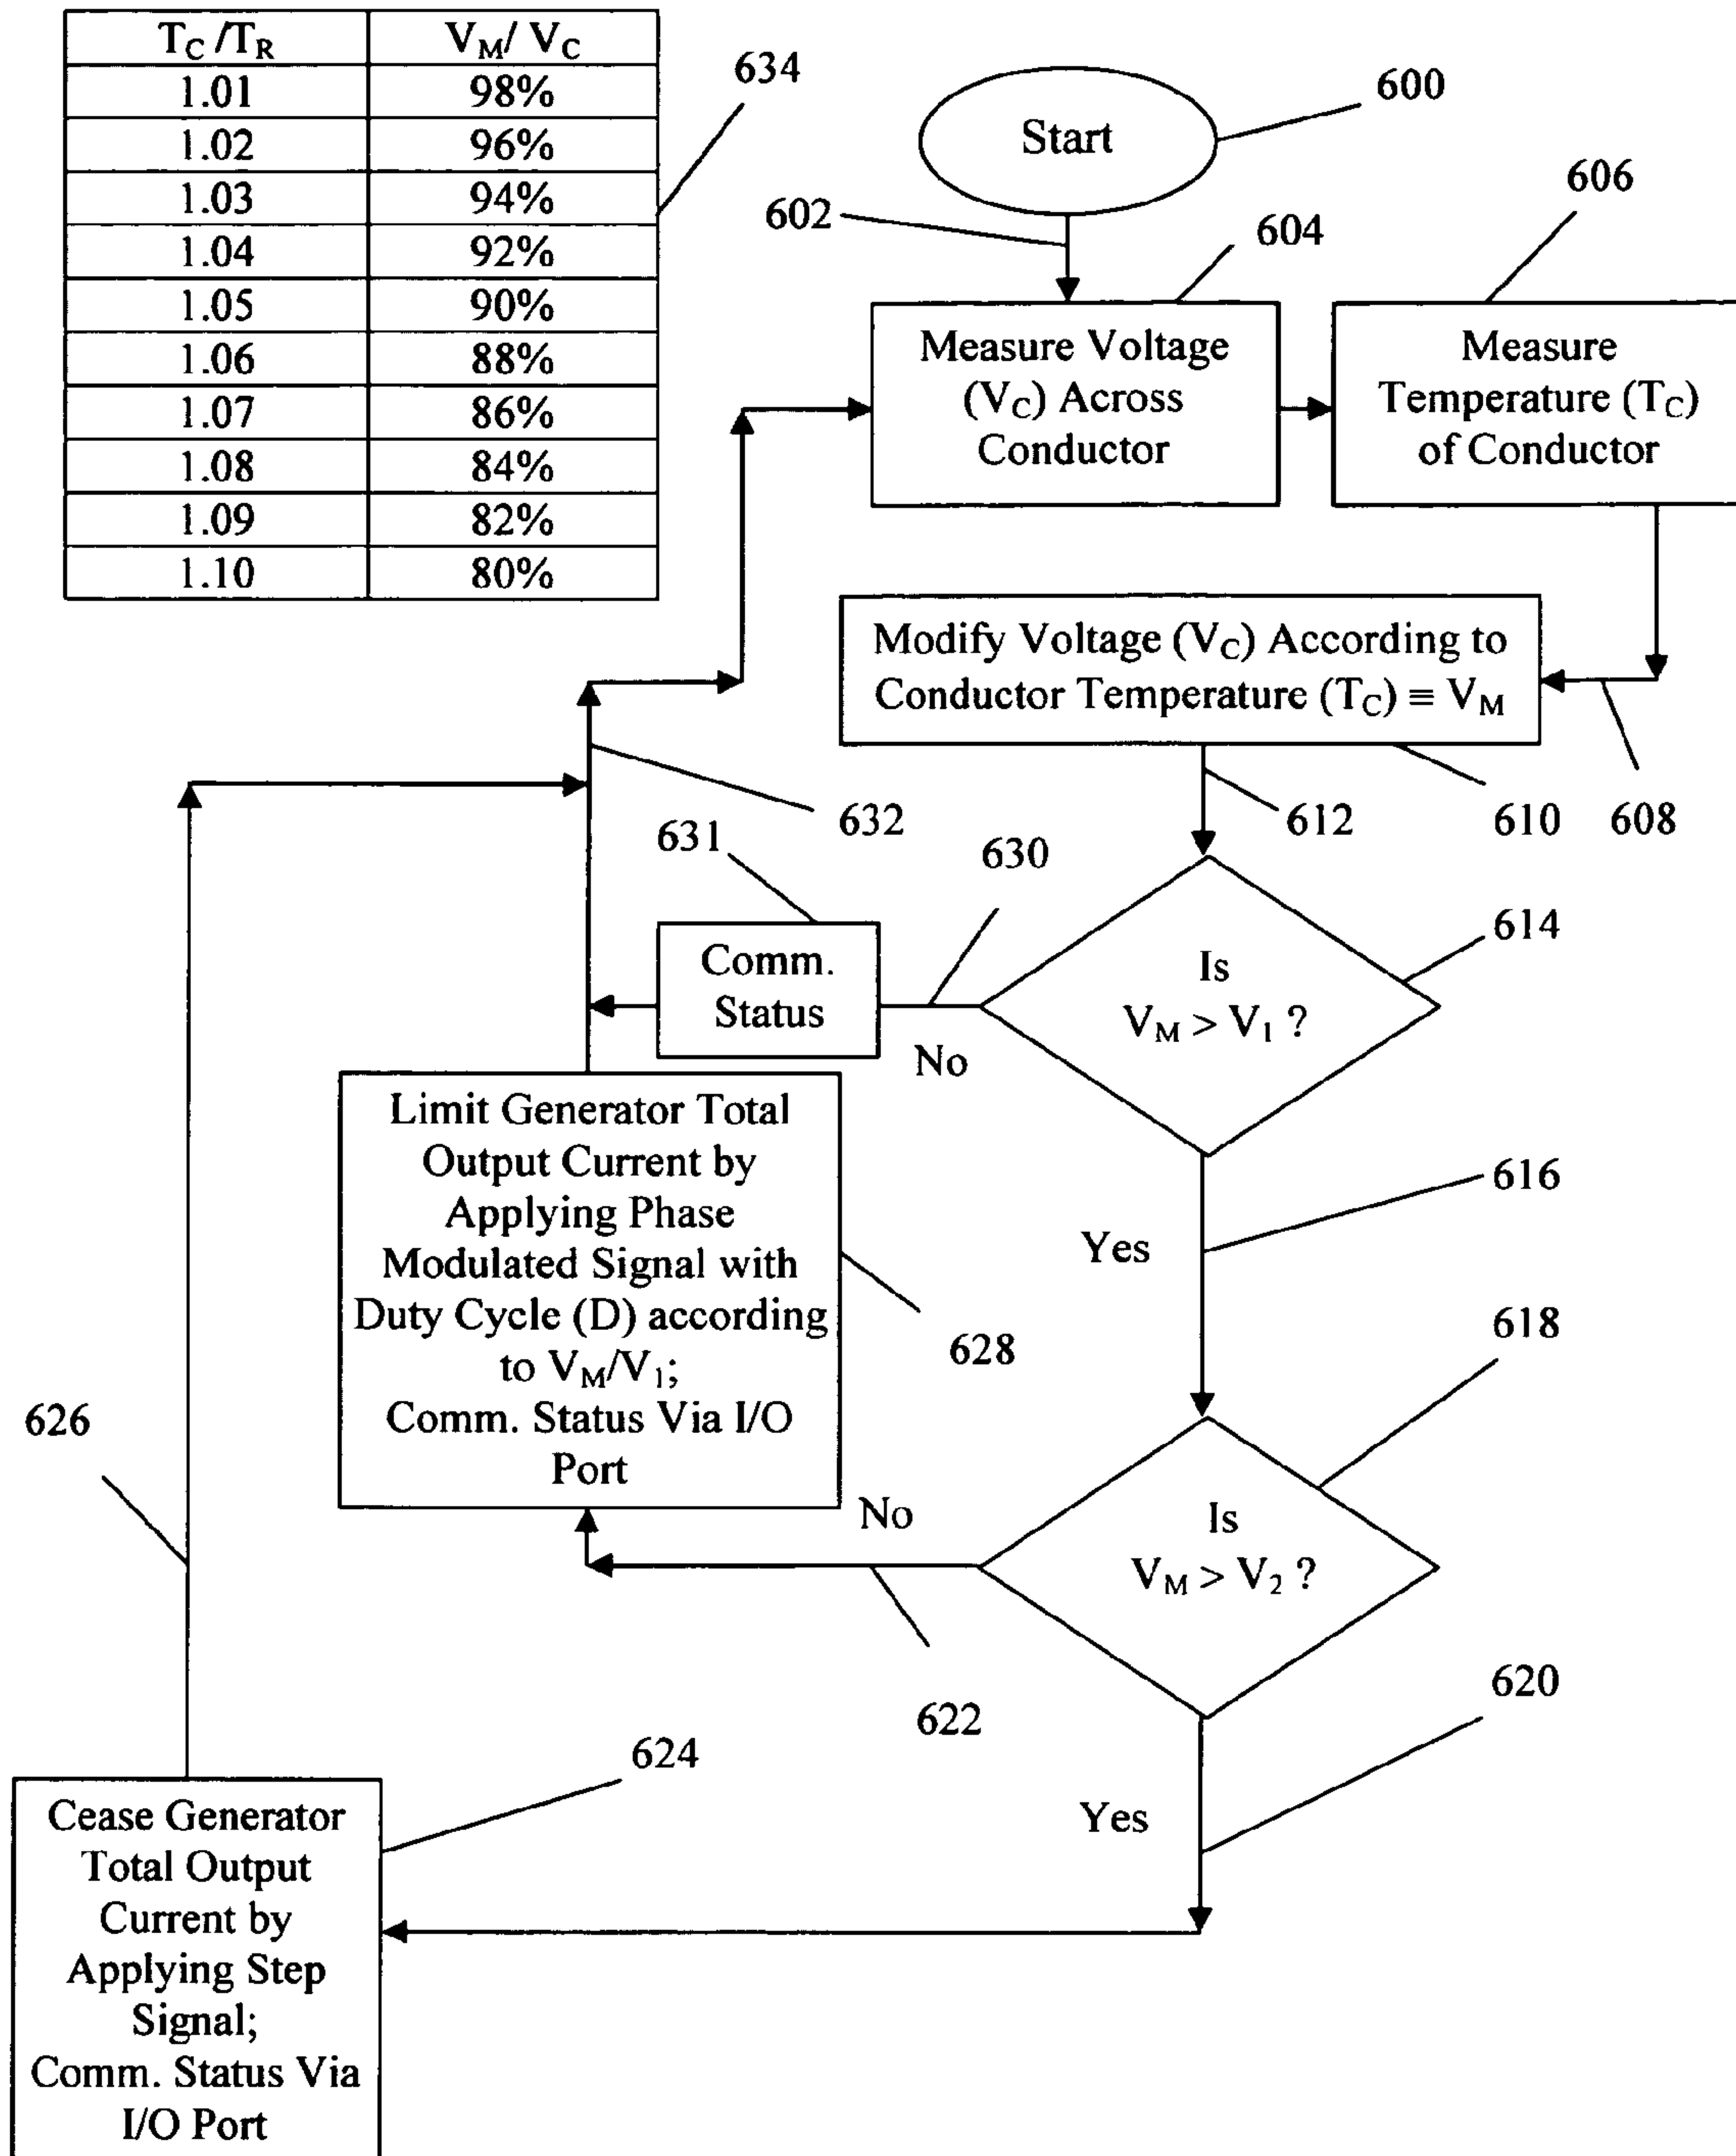 T_C /T_R V_M/ V_C
1.01 98%
1.02 96%
1.03 94%
1.04 92%
1.05 90%
1.06 88%
1.07 86%
1.08 84%
1.09 82%
1.10 80%
634
Start
600
602
604
606
Measure Voltage
(V_C) Across
Conductor
Measure
Temperature (T_C)
of Conductor
Modify Voltage (V_C) According to
Conductor Temperature (T_C) ≡ V_M
632
612
610
608
631
630
Comm.
Status
No
Is
V_M > V_1 ?
614
616
Yes
Limit Generator Total
Output Current by
Applying Phase
Modulated Signal with
Duty Cycle (D) according
to V_M/V_1;
Comm. Status Via I/O
Port
628
626
618
No
Is
V_M > V_2 ?
622
620
Yes
624
Cease Generator
Total Output
Current by
Applying Step
Signal;
Comm. Status Via
I/O Port